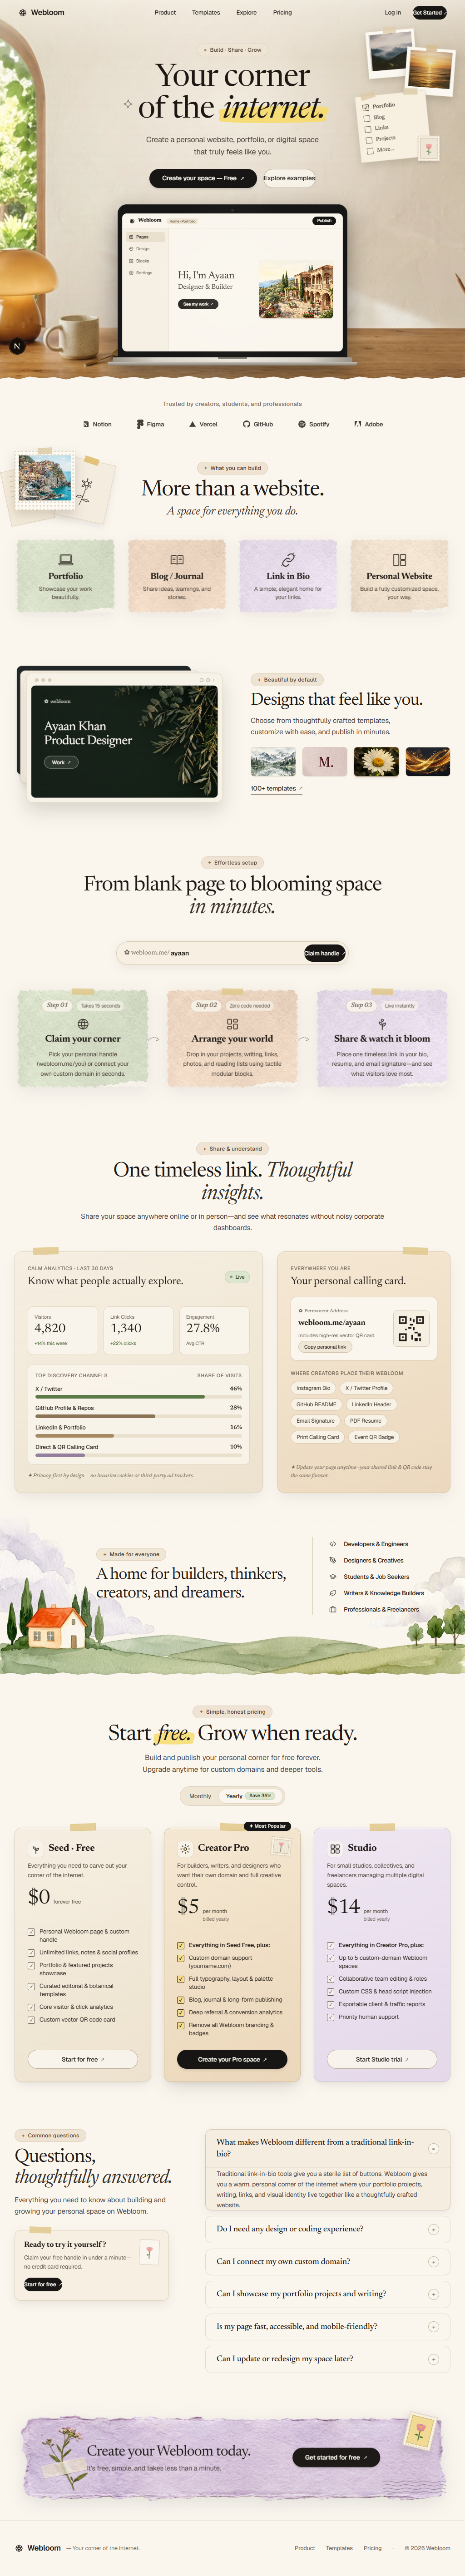 Webloom
Product Templates Explore Pricing
Log in Get Started ↗
Build · Share · Grow
Your corner
of the internet.
Create a personal website, portfolio, or digital space
that truly feels like you.
Create your space — Free ↗
Explore examples
Portfolio
Blog
Links
Projects
More...
Webloom
Home Portfolio
Publish
Pages
Design
Blocks
Settings
Hi, I'm Ayaan
Designer & Builder
See my work ↗
N
Trusted by creators, students, and professionals
Notion Figma Vercel GitHub Spotify Adobe
What you can build
More than a website.
A space for everything you do.
Portfolio
Showcase your work
beautifully.
Blog / Journal
Share ideas, learnings, and
stories.
Link in Bio
A simple, elegant home for
your links.
Personal Website
Build a fully customized space,
your way.
webloom
Ayaan Khan
Product Designer
Work ↗
Beautiful by default
Designs that feel like you.
Choose from thoughtfully crafted templates,
customize with ease, and publish in minutes.
M.
100+ templates ↗
Effortless setup
From blank page to blooming space
in minutes.
webloom.me/ ayaan
Claim handle ↗
Step 01 Takes 15 seconds
Claim your corner
Pick your personal handle
(webloom.me/you) or connect your
own custom domain in seconds.
Step 02 Zero code needed
Arrange your world
Drop in your projects, writing, links,
photos, and reading lists using tactile
modular blocks.
Step 03 Live instantly
Share & watch it bloom
Place one timeless link in your bio,
resume, and email signature—and see
what visitors love most.
Share & understand
One timeless link. Thoughtful
insights.
Share your space anywhere online or in person—and see what resonates without noisy corporate
dashboards.
CALM ANALYTICS · LAST 30 DAYS
Know what people actually explore.
Live
Visitors
4,820
+14% this week
Link Clicks
1,340
+22% clicks
Engagement
27.8%
Avg CTR
TOP DISCOVERY CHANNELS SHARE OF VISITS
X / Twitter 46%
GitHub Profile & Repos 28%
LinkedIn & Portfolio 16%
Direct & QR Calling Card 10%
✦ Privacy-first by design — no invasive cookies or third-party ad trackers.
EVERYWHERE YOU ARE
Your personal calling card.
Permanent Address
webloom.me/ayaan
Includes high-res vector QR card
Copy personal link
WHERE CREATORS PLACE THEIR WEBLOOM
Instagram Bio X / Twitter Profile
GitHub README LinkedIn Header
Email Signature PDF Resume
Print Calling Card Event QR Badge
✦ Update your page anytime—your shared link & QR code stay
the same forever.
Made for everyone
A home for builders, thinkers,
creators, and dreamers.
Developers & Engineers
Designers & Creatives
Students & Job Seekers
Writers & Knowledge Builders
Professionals & Freelancers
Simple, honest pricing
Start free. Grow when ready.
Build and publish your personal corner for free forever.
Upgrade anytime for custom domains and deeper tools.
Monthly Yearly Save 35%
Seed · Free
Everything you need to carve out your
corner of the internet.
$0 forever free
Personal Webloom page & custom
handle
Unlimited links, notes & social profiles
Portfolio & featured projects
showcase
Curated editorial & botanical
templates
Core visitor & click analytics
Custom vector QR code card
Start for free ↗
✦ Most Popular
Creator Pro
For builders, writers, and designers who
want their own domain and full creative
control.
$5 per month
billed yearly
Everything in Seed Free, plus:
Custom domain support
(yourname.com)
Full typography, layout & palette
studio
Blog, journal & long-form publishing
Deep referral & conversion analytics
Remove all Webloom branding &
badges
Create your Pro space ↗
Studio
For small studios, collectives, and
freelancers managing multiple digital
spaces.
$14 per month
billed yearly
Everything in Creator Pro, plus:
Up to 5 custom-domain Webloom
spaces
Collaborative team editing & roles
Custom CSS & head script injection
Exportable client & traffic reports
Priority human support
Start Studio trial ↗
Common questions
Questions,
thoughtfully answered.
Everything you need to know about building and
growing your personal space on Webloom.
Ready to try it yourself?
Claim your free handle in under a minute—
no credit card required.
Start for free ↗
What makes Webloom different from a traditional link-in-
bio?
Traditional link-in-bio tools give you a sterile list of buttons. Webloom gives
you a warm, personal corner of the internet where your portfolio projects,
writing, links, and visual identity live together like a thoughtfully crafted
website.
Do I need any design or coding experience?
Can I connect my own custom domain?
Can I showcase my portfolio projects and writing?
Is my page fast, accessible, and mobile-friendly?
Can I update or redesign my space later?
Create your Webloom today.
It's free, simple, and takes less than a minute.
Get started for free ↗
Webloom — Your corner of the internet.
Product Templates Pricing © 2026 Webloom